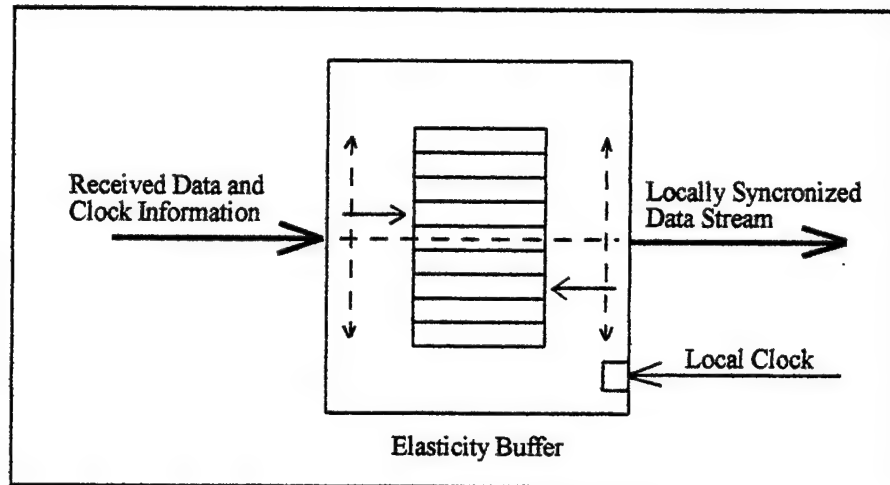 Received Data and
Clock Information
Locally Syncronized
Data Stream
Local Clock
Elasticity Buffer